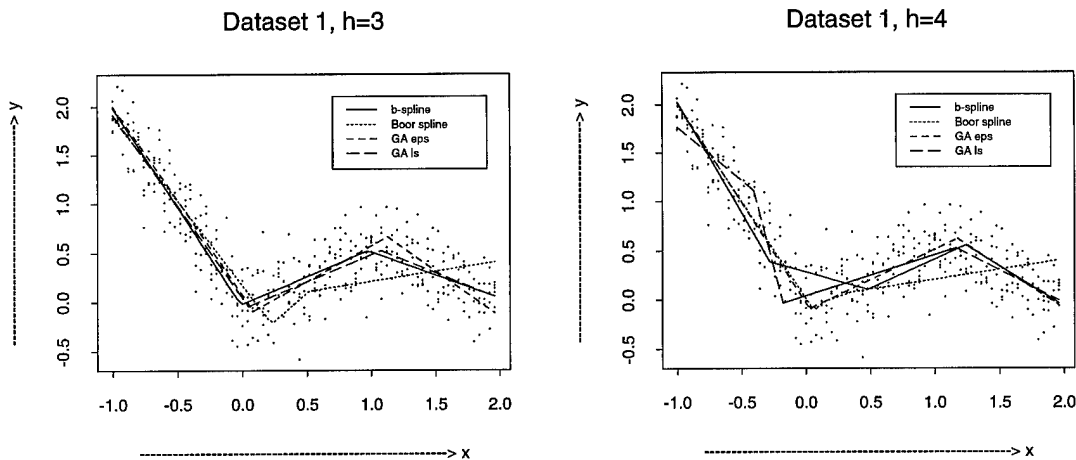 Dataset 1, h=3
y
2.0
1.5
1.0
0.5
0.0
-0.5
b-spline
Boor spline
GA eps
GA ls
-1.0 -0.5 0.0 0.5 1.0 1.5 2.0
x
Dataset 1, h=4
y
2.0
1.5
1.0
0.5
0.0
-0.5
b-spline
Boor spline
GA eps
GA ls
-1.0 -0.5 0.0 0.5 1.0 1.5 2.0
x